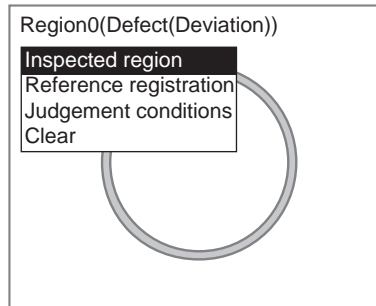 Region0(Defect(Deviation))
Inspected region
Reference registration
Judgement conditions
Clear